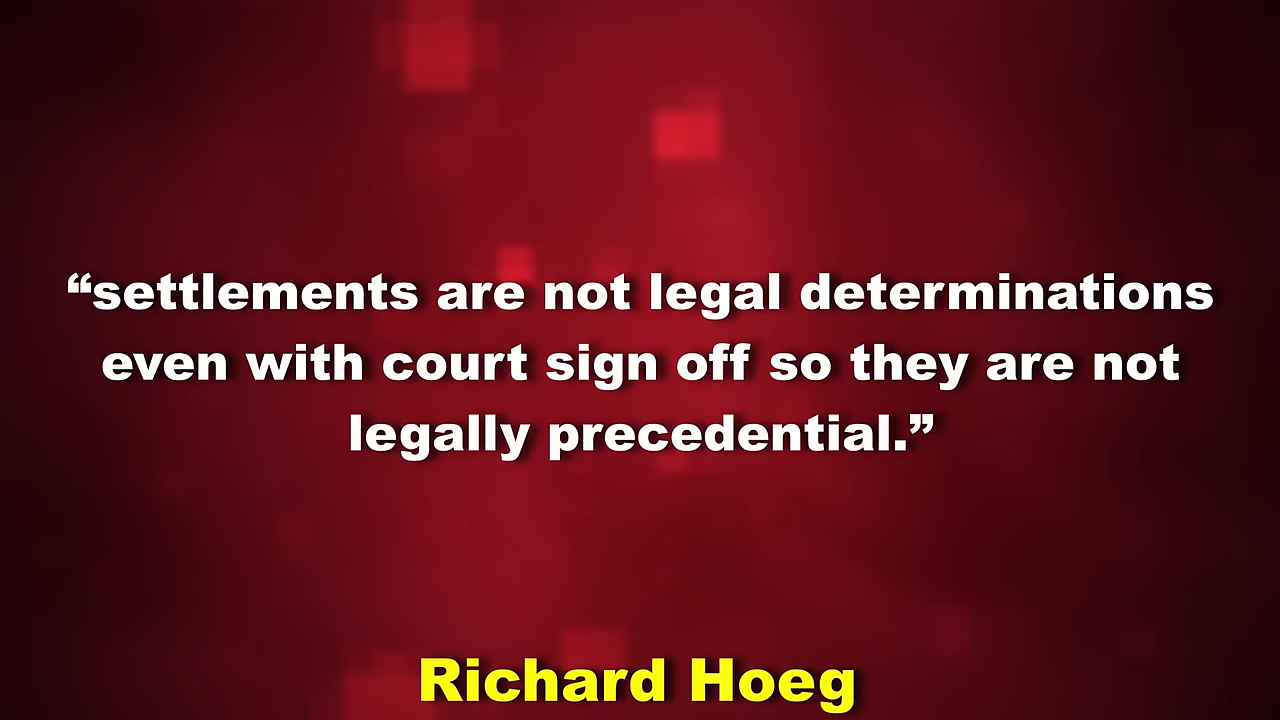 “settlements are not legal determinations
even with court sign off so they are not
legally precedential.”
Richard Hoeg